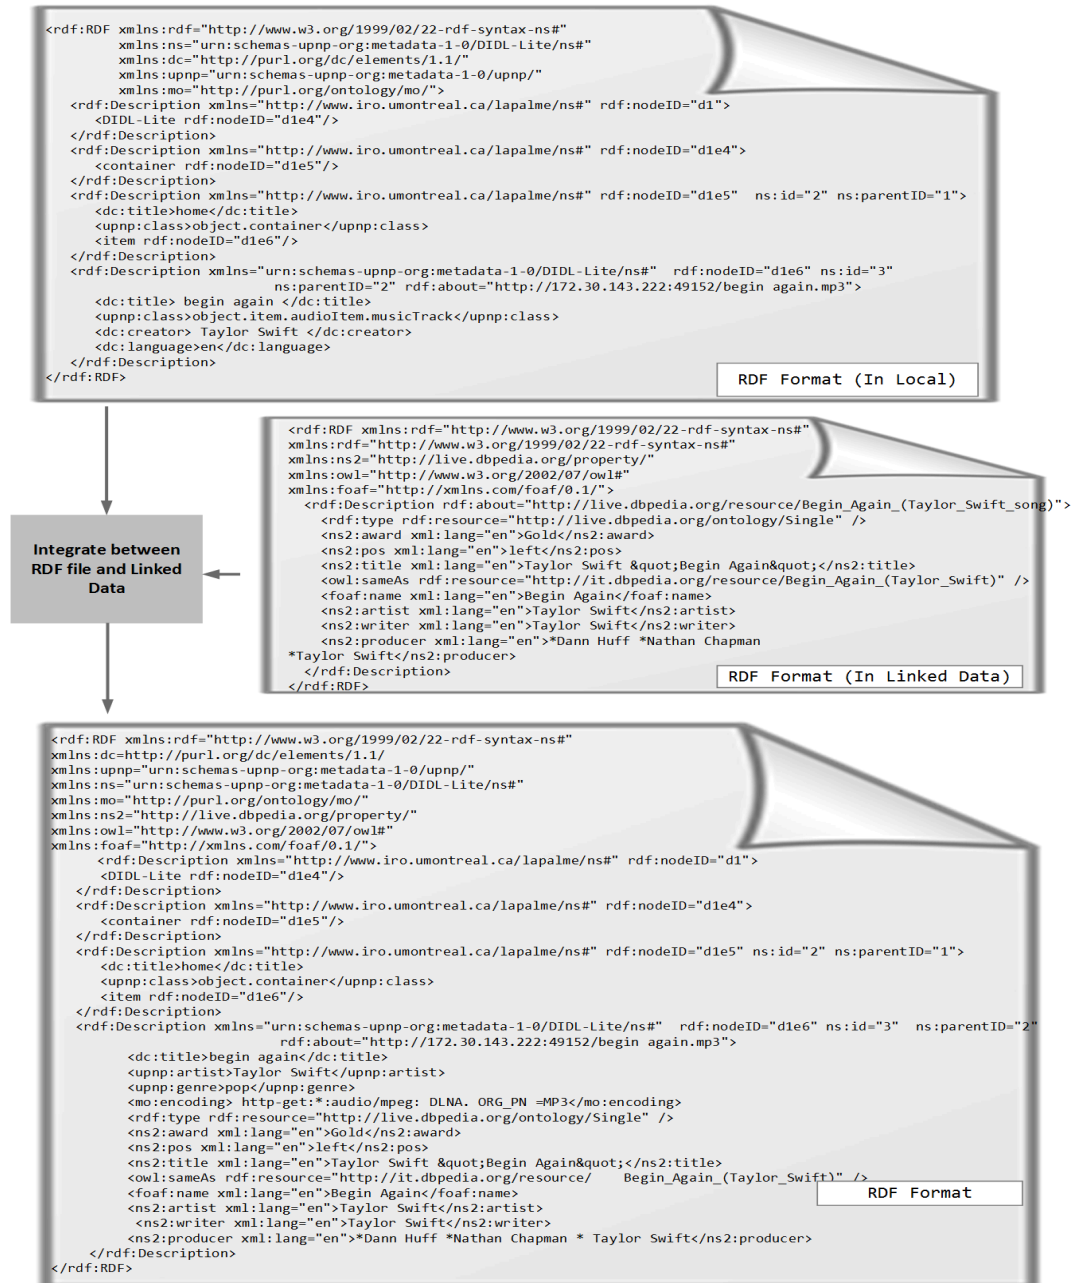 <rdf:RDF xmlns:rdf="http://www.w3.org/1999/02/22-rdf-syntax-ns#"
xmlns:ns="urn:schemas-upnp-org:metadata-1-0/DIDL-Lite/ns#"
xmlns:dc="http://purl.org/dc/elements/1.1/"
xmlns:upnp="urn:schemas-upnp-org:metadata-1-0/upnp/"
xmlns:mo="http://purl.org/ontology/mo/">
<rdf:Description xmlns="http://www.iro.umontreal.ca/lapalme/ns#" rdf:nodeID="d1">
<DIDL-Lite rdf:nodeID="d1e4"/>
</rdf:Description>
<rdf:Description xmlns="http://www.iro.umontreal.ca/lapalme/ns#" rdf:nodeID="d1e4">
<container rdf:nodeID="d1e5"/>
</rdf:Description>
<rdf:Description xmlns="http://www.iro.umontreal.ca/lapalme/ns#" rdf:nodeID="d1e5" ns:id="2" ns:parentID="1">
<dc:title>home</dc:title>
<upnp:class>object.container</upnp:class>
<item rdf:nodeID="d1e6"/>
</rdf:Description>
<rdf:Description xmlns="urn:schemas-upnp-org:metadata-1-0/DIDL-Lite/ns#" rdf:nodeID="d1e6" ns:id="3"
ns:parentID="2" rdf:about="http://172.30.143.222:49152/begin again.mp3">
<dc:title> begin again </dc:title>
<upnp:class>object.item.audioItem.musicTrack</upnp:class>
<dc:creator> Taylor Swift </dc:creator>
<dc:language>en</dc:language>
</rdf:Description>
</rdf:RDF>
RDF Format (In Local)
<rdf:RDF xmlns:rdf="http://www.w3.org/1999/02/22-rdf-syntax-ns#"
xmlns:rdf="http://www.w3.org/1999/02/22-rdf-syntax-ns#"
xmlns:ns2="http://live.dbpedia.org/property/"
xmlns:owl="http://www.w3.org/2002/07/owl#"
xmlns:foaf="http://xmlns.com/foaf/0.1/">
<rdf:Description rdf:about="http://live.dbpedia.org/resource/Begin_Again_(Taylor_Swift_song)">
<rdf:type rdf:resource="http://live.dbpedia.org/ontology/Single" />
<ns2:award xml:lang="en">Gold</ns2:award>
<ns2:pos xml:lang="en">left</ns2:pos>
<ns2:title xml:lang="en">Taylor Swift &quot;Begin Again&quot;</ns2:title>
<owl:sameAs rdf:resource="http://it.dbpedia.org/resource/Begin_Again_(Taylor_Swift)" />
<foaf:name xml:lang="en">Begin Again</foaf:name>
<ns2:artist xml:lang="en">Taylor Swift</ns2:artist>
<ns2:writer xml:lang="en">Taylor Swift</ns2:writer>
<ns2:producer xml:lang="en">*Dann Huff *Nathan Chapman
*Taylor Swift</ns2:producer>
</rdf:Description>
</rdf:RDF>
RDF Format (In Linked Data)
Integrate between
RDF file and Linked
Data
<rdf:RDF xmlns:rdf="http://www.w3.org/1999/02/22-rdf-syntax-ns#"
xmlns:dc=http://purl.org/dc/elements/1.1/
xmlns:upnp="urn:schemas-upnp-org:metadata-1-0/upnp/"
xmlns:ns="urn:schemas-upnp-org:metadata-1-0/DIDL-Lite/ns#"
xmlns:mo="http://purl.org/ontology/mo/"
xmlns:ns2="http://live.dbpedia.org/property/"
xmlns:owl="http://www.w3.org/2002/07/owl#"
xmlns:foaf="http://xmlns.com/foaf/0.1/">
<rdf:Description xmlns="http://www.iro.umontreal.ca/lapalme/ns#" rdf:nodeID="d1">
<DIDL-Lite rdf:nodeID="d1e4"/>
</rdf:Description>
<rdf:Description xmlns="http://www.iro.umontreal.ca/lapalme/ns#" rdf:nodeID="d1e4">
<container rdf:nodeID="d1e5"/>
</rdf:Description>
<rdf:Description xmlns="http://www.iro.umontreal.ca/lapalme/ns#" rdf:nodeID="d1e5" ns:id="2" ns:parentID="1">
<dc:title>home</dc:title>
<upnp:class>object.container</upnp:class>
<item rdf:nodeID="d1e6"/>
</rdf:Description>
<rdf:Description xmlns="urn:schemas-upnp-org:metadata-1-0/DIDL-Lite/ns#" rdf:nodeID="d1e6" ns:id="3" ns:parentID="2"
rdf:about="http://172.30.143.222:49152/begin again.mp3">
<dc:title>begin again</dc:title>
<upnp:artist>Taylor Swift</upnp:artist>
<upnp:genre>pop</upnp:genre>
<mo:encoding> http-get:*:audio/mpeg: DLNA. ORG_PN =MP3</mo:encoding>
<rdf:type rdf:resource="http://live.dbpedia.org/ontology/Single" />
<ns2:award xml:lang="en">Gold</ns2:award>
<ns2:pos xml:lang="en">left</ns2:pos>
<ns2:title xml:lang="en">Taylor Swift &quot;Begin Again&quot;</ns2:title>
<owl:sameAs rdf:resource="http://it.dbpedia.org/resource/ Begin_Again_(Taylor_Swift)" />
<foaf:name xml:lang="en">Begin Again</foaf:name>
<ns2:artist xml:lang="en">Taylor Swift</ns2:artist>
<ns2:writer xml:lang="en">Taylor Swift</ns2:writer>
<ns2:producer xml:lang="en">*Dann Huff *Nathan Chapman * Taylor Swift</ns2:producer>
</rdf:Description>
</rdf:RDF>
RDF Format